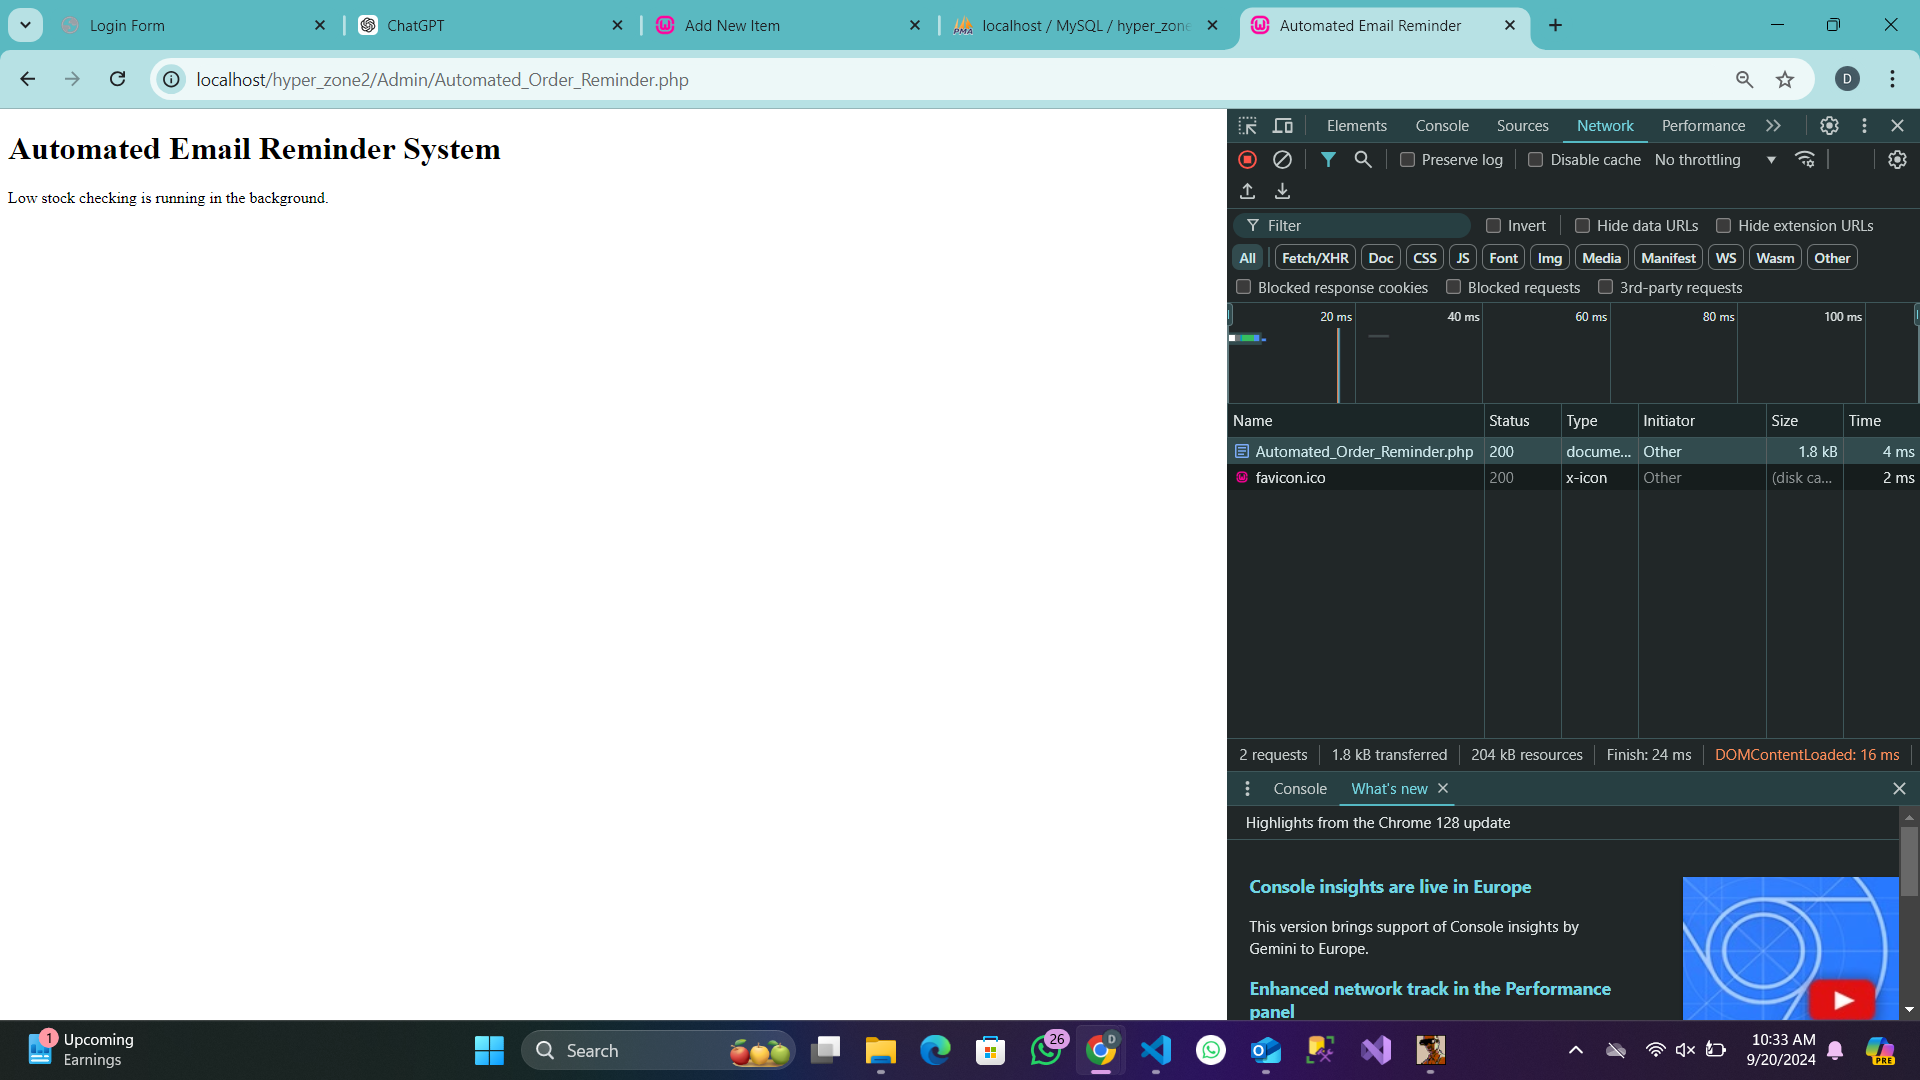 Login Form
ChatGPT
Add New Item
localhost / MySQL / hyper_zone
Automated Email Reminder
localhost/hyper_zone2/Admin/Automated_Order_Reminder.php
D
Automated Email Reminder System
Low stock checking is running in the background.
Elements Console Sources Network Performance
Preserve log Disable cache No throttling
Filter Invert Hide data URLs Hide extension URLs
All Fetch/XHR Doc CSS JS Font Img Media Manifest WS Wasm Other
Blocked response cookies Blocked requests 3rd-party requests
20 ms 40 ms 60 ms 80 ms 100 ms
Name Status Type Initiator Size Time
Automated_Order_Reminder.php 200 docume... Other 1.8 kB 4 ms
favicon.ico 200 x-icon Other (disk ca... 2 ms
2 requests 1.8 kB transferred 204 kB resources Finish: 24 ms DOMContentLoaded: 16 ms
Console What's new
Highlights from the Chrome 128 update
Console insights are live in Europe
This version brings support of Console insights by
Gemini to Europe.
Enhanced network track in the Performance
panel
1
Upcoming
Earnings
Search
26
D
10:33 AM
9/20/2024
PRE